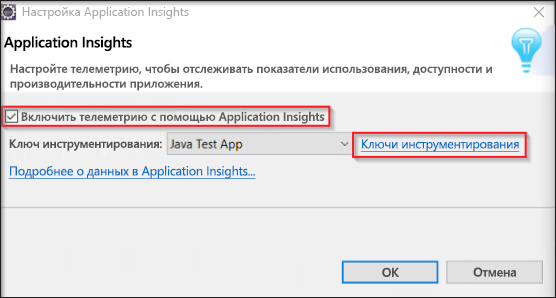 Настройка Application Insights
Application Insights
Настройте телеметрию, чтобы отслеживать показатели использования, доступности и
производительности приложения.
Включить телеметрию с помощью Application Insights
Ключ инструментирования: Java Test App Ключи инструментирования
Подробнее о данных в Application Insights...
OK Отмена